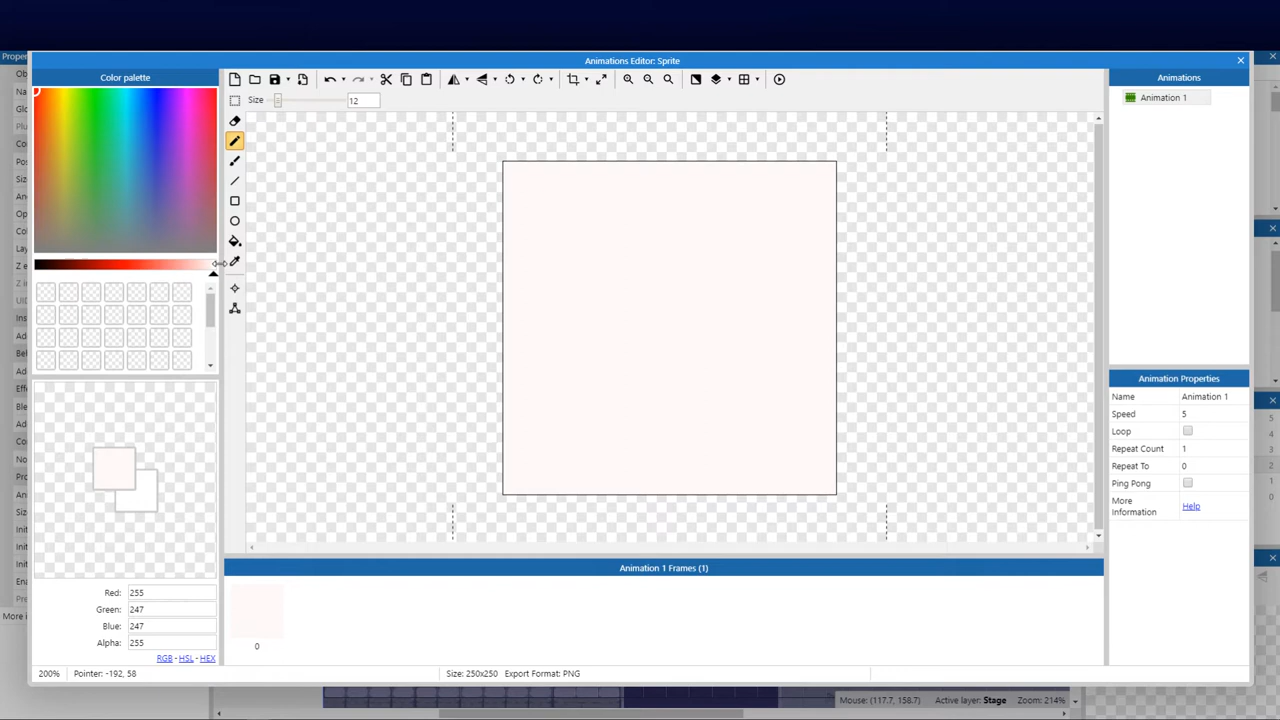 Animations Editor: Sprite
Color palette
Size 12
Animations
Animation 1
Animation Properties
Name Animation 1
Speed 5
Loop
Repeat Count 1
Repeat To 0
Ping Pong
More Information Help
Animation 1 Frames (1)
0
Red: 255
Green: 247
Blue: 247
Alpha: 255
RGB - HSL - HEX
200% Pointer: -192, 58
Size: 250x250 Export Format: PNG
Mouse: (117.7, 158.7) Active layer: Stage Zoom: 214%